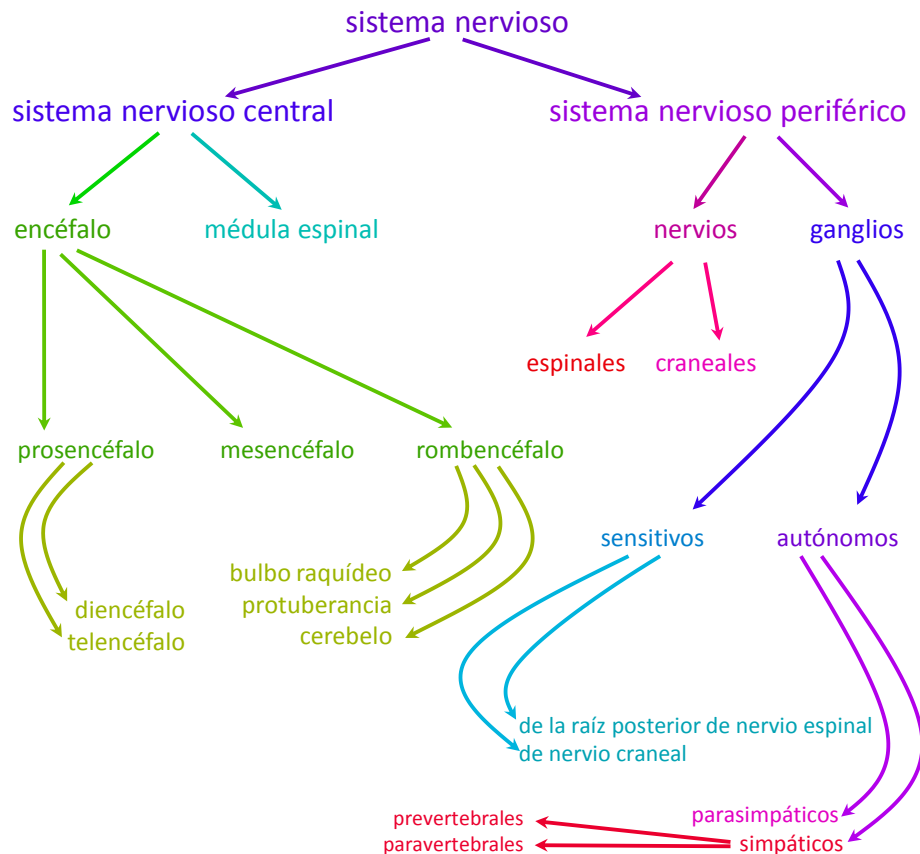 sistema nervioso
sistema nervioso central
sistema nervioso periférico
encéfalo
médula espinal
nervios
ganglios
espinales
craneales
prosencéfalo
mesencéfalo
rombencéfalo
sensitivos
autónomos
bulbo raquídeo
protuberancia
cerebelo
diencéfalo
telencéfalo
de la raíz posterior de nervio espinal
de nervio craneal
parasimpáticos
simpáticos
prevertebrales
paravertebrales